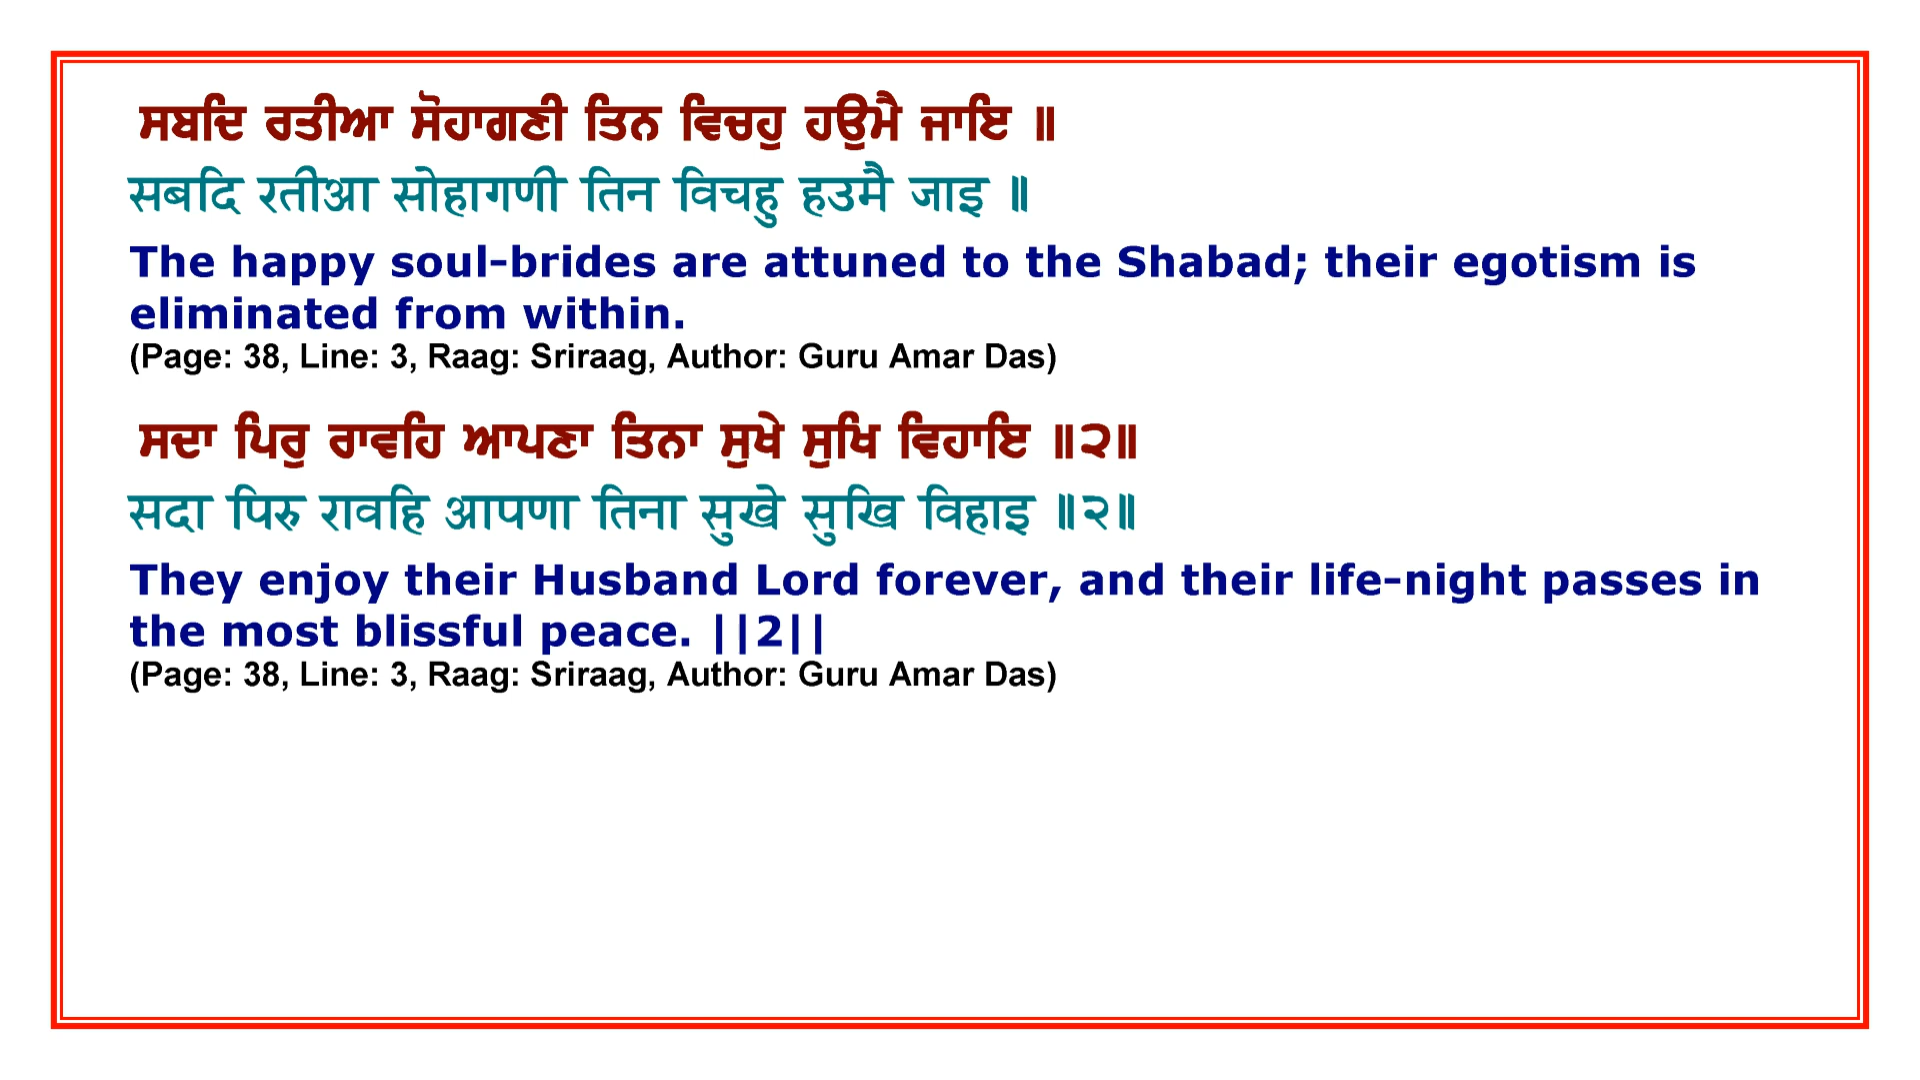 ਸਬਦਿ ਰਤੀਆ ਸੋਹਾਗਣੀ ਤਿਨ ਵਿਚਹੁ ਹਉਮੈ ਜਾਇ ॥
सबदि रतीआ सोहागणी तिन विचहु हउमै जाइ ॥
The happy soul-brides are attuned to the Shabad; their egotism is
eliminated from within.
(Page: 38, Line: 3, Raag: Sriraag, Author: Guru Amar Das)
ਸਦਾ ਪਿਰੁ ਰਾਵਹਿ ਆਪਣਾ ਤਿਨਾ ਸੁਖੇ ਸੁਖਿ ਵਿਹਾਇ ॥੨॥
सदा पिरु रावहि आपणा तिना सुखे सुखि विहाइ ॥२॥
They enjoy their Husband Lord forever, and their life-night passes in
the most blissful peace. ||2||
(Page: 38, Line: 3, Raag: Sriraag, Author: Guru Amar Das)